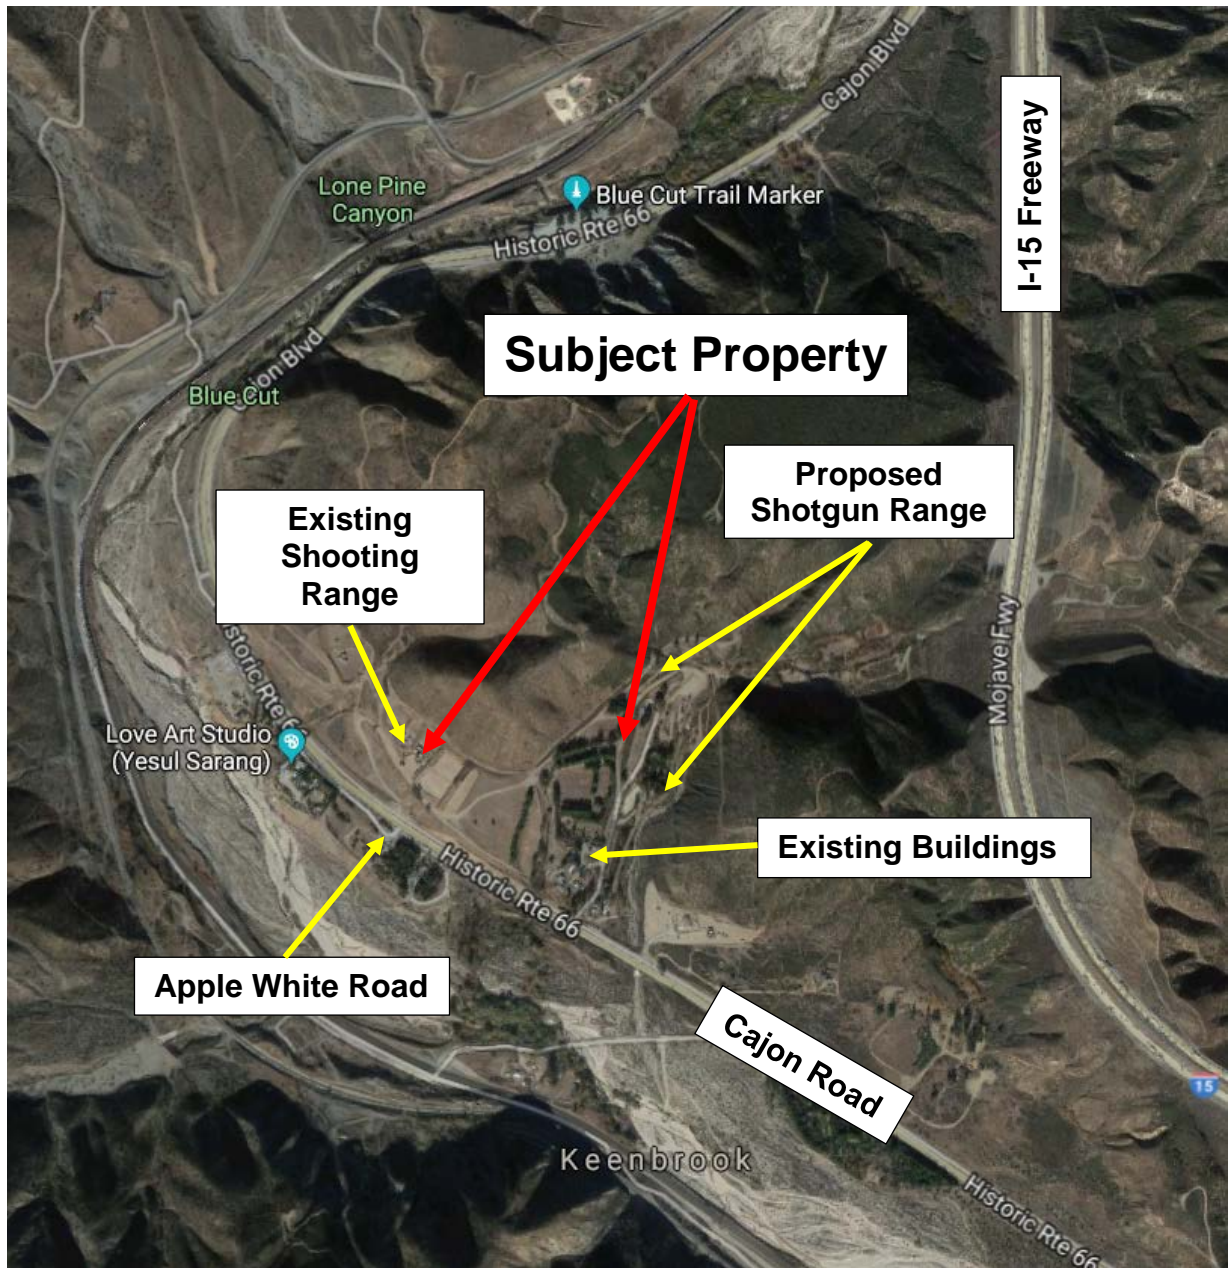 Cajon Blvd
I-15 Freeway
Lone Pine
Canyon
Blue Cut Trail Marker
Historic Rte 66
Subject Property
Blue Cut
Proposed
Shotgun Range
Existing
Shooting
Range
Mojave Fwy
Love Art Studio
(Yesul Sarang)
Existing Buildings
Historic Rte 66
Apple White Road
Cajon Road
15
Keenbrook
Historic Rte 66